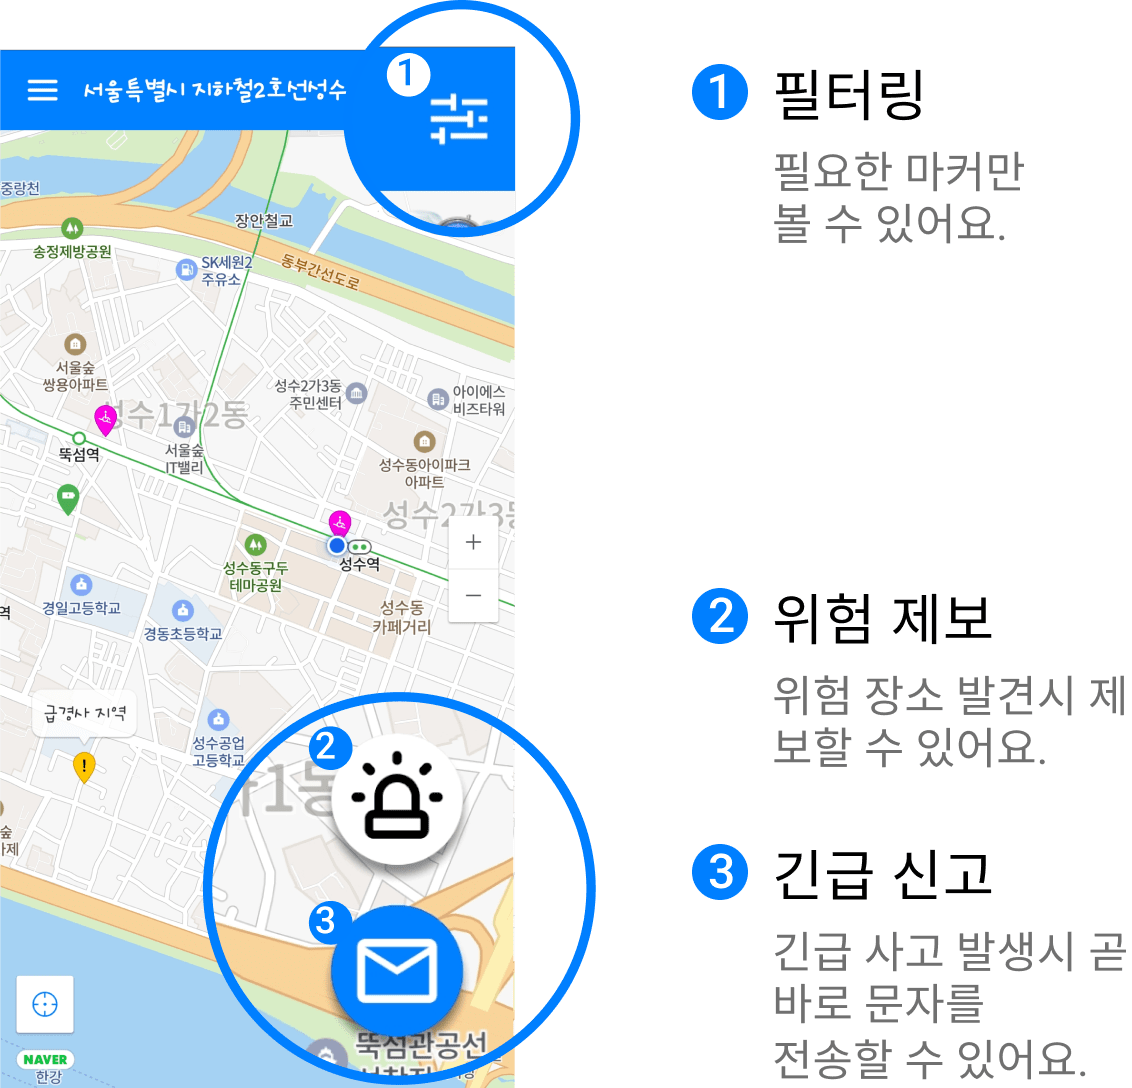 서울특별시 지하철2호선성수
1
중랑천
장안철교
송정제방공원
SK세원2
주유소
동부간선도로
서울숲
쌍용아파트
성수2가3동
주민센터
아이에스
비즈타워
성수1가2동
뚝섬역
서울숲
IT밸리
성수동아이파크
아파트
성수2가3동
+
성수역
성수동구두
테마공원
−
경일고등학교
성수동
카페거리
역
경동초등학교
급경사 지역
성수공업
고등학교
!
2
가1동
숲
가제
3
NAVER
한강
뚝섬관광선
1 필터링
필요한 마커만
볼 수 있어요.
2 위험 제보
위험 장소 발견시 제
보할 수 있어요.
3 긴급 신고
긴급 사고 발생시 곧
바로 문자를
전송할 수 있어요.